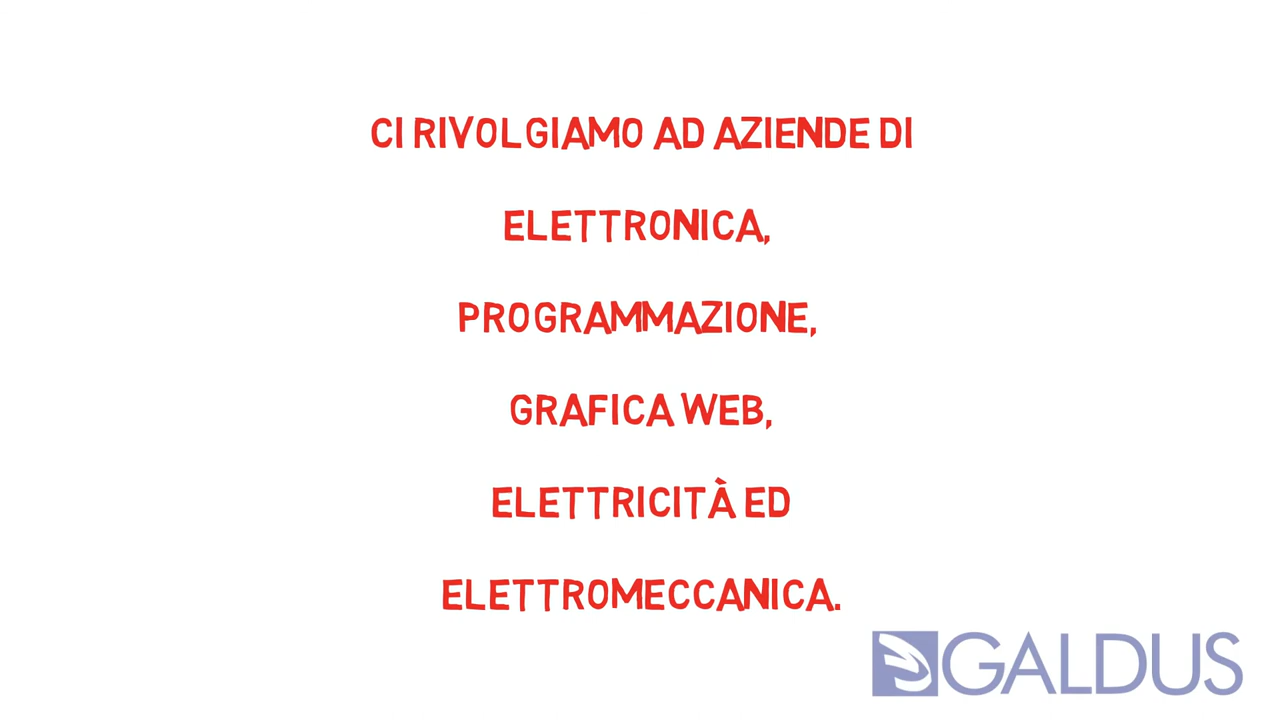 CI RIVOLGIAMO AD AZIENDE DI
ELETTRONICA,
PROGRAMMAZIONE,
GRAFICA WEB,
ELETTRICITÀ ED
ELETTROMECCANICA.
GALDUS